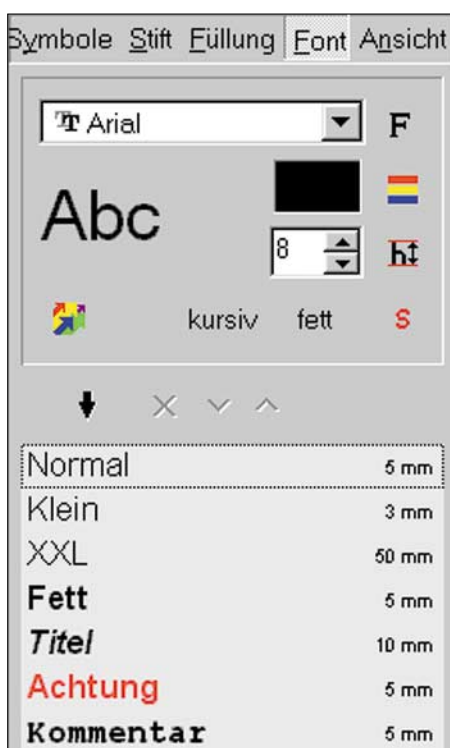 Symbole Stift Füllung Font Ansicht
Arial F
Abc
8 h
kursiv fett S
Normal 5 mm
Klein 3 mm
XXL 50 mm
Fett 5 mm
Titel 10 mm
Achtung 5 mm
Kommentar 5 mm